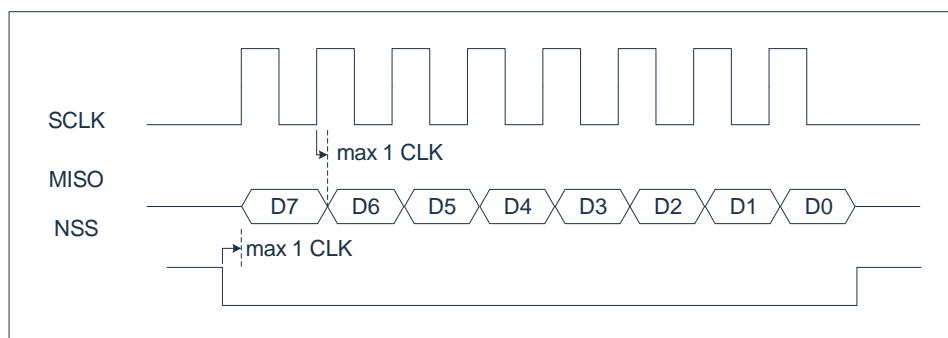 SCLK
max 1 CLK
MISO
D7 D6 D5 D4 D3 D2 D1 D0
NSS
max 1 CLK